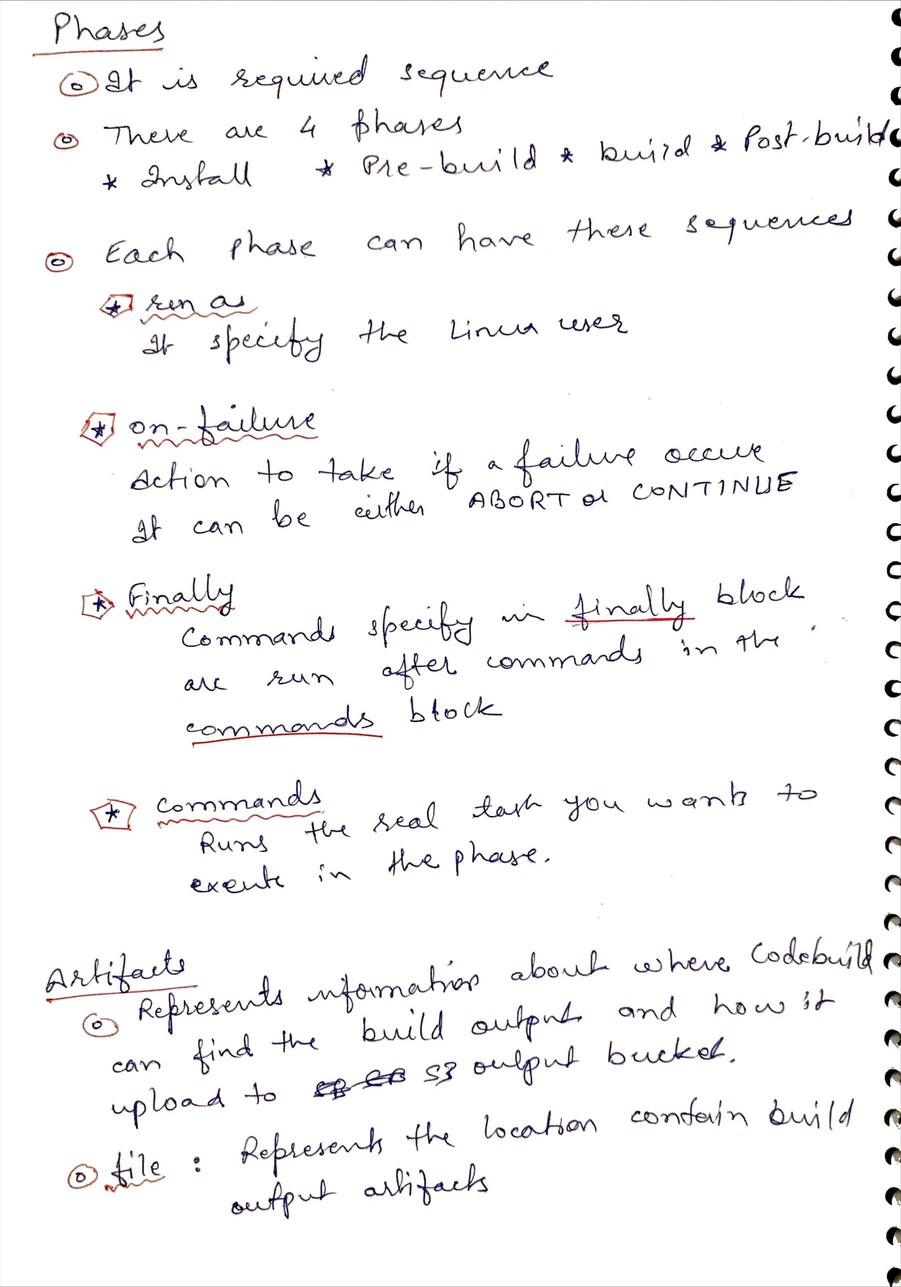 Phases
It is required sequence
There are 4 phases
* Install * Pre-build * build * Post-build
Each phase can have these sequences
* run as
It specify the Linux user
* on-failure
Action to take if a failure occure
It can be either ABORT or CONTINUE
* Finally
Commands specify in finally block
are run after commands in the
commands block
* Commands
Runs the real task you wants to
exeute in the phase.
Artifacts
Represents information about where Codebuild
can find the build output and how it
upload to S3 output bucket.
file : Represents the location contain build
output artifacts